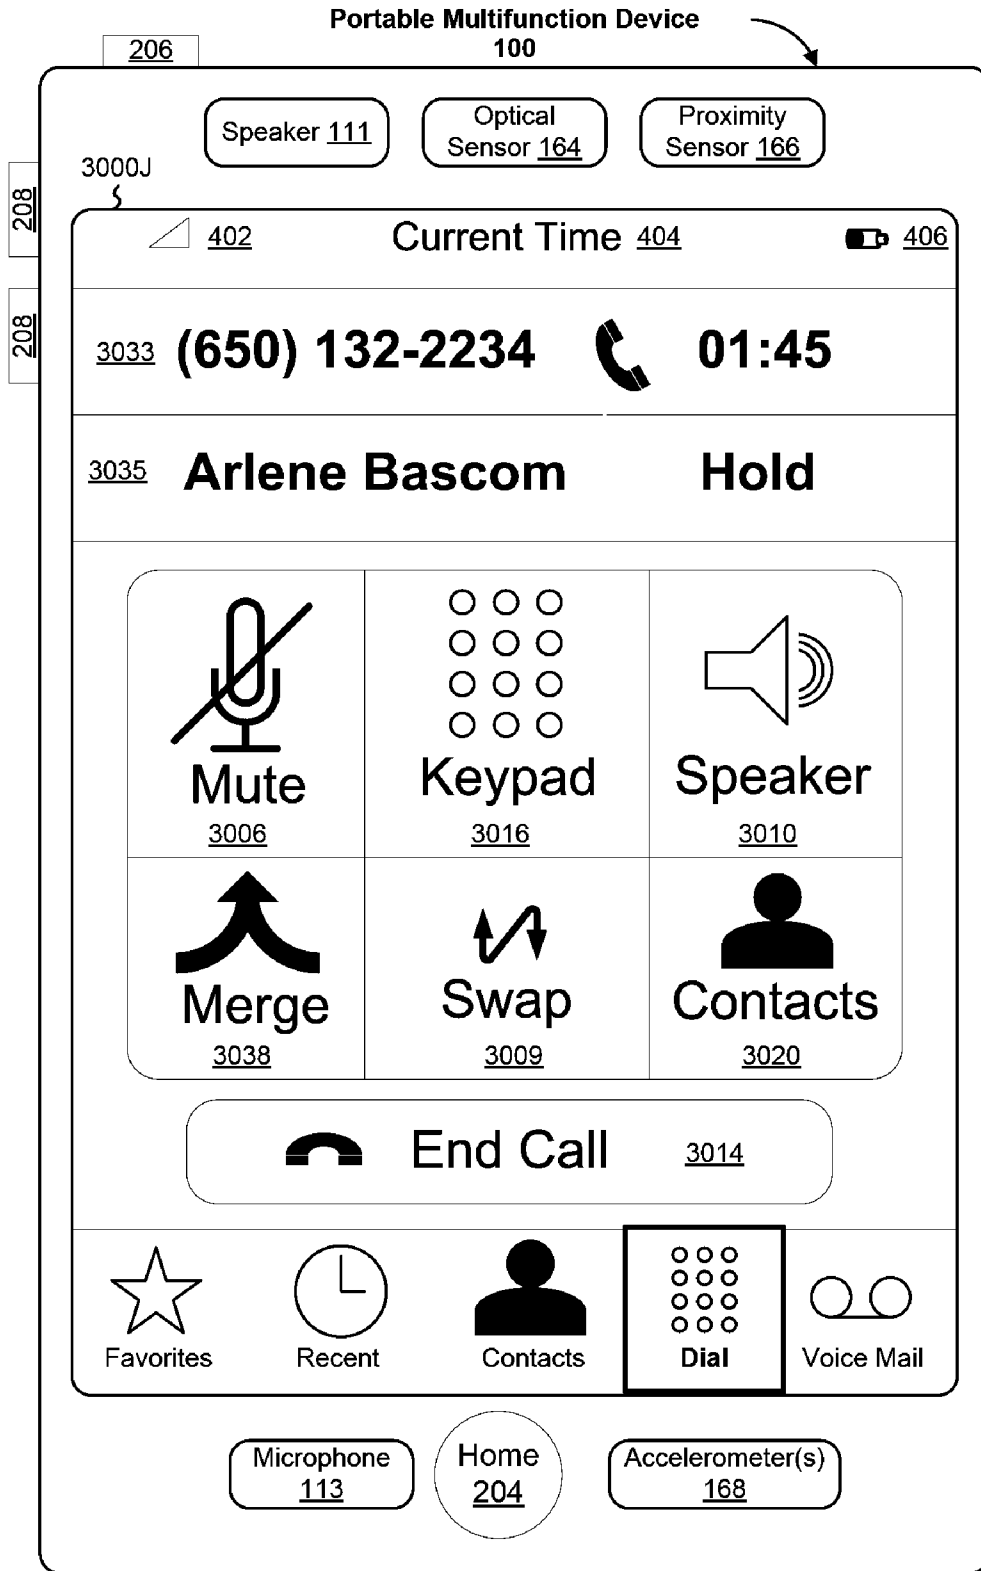 Portable Multifunction Device
100
206
Speaker 111
Optical
Sensor 164
Proximity
Sensor 166
3000J
208
208
402
Current Time 404
406
3033 (650) 132-2234 01:45
3035 Arlene Bascom Hold
Mute
3006
Keypad
3016
Speaker
3010
Merge
3038
Swap
3009
Contacts
3020
End Call 3014
Favorites
Recent
Contacts
Dial
Voice Mail
Microphone
113
Home
204
Accelerometer(s)
168